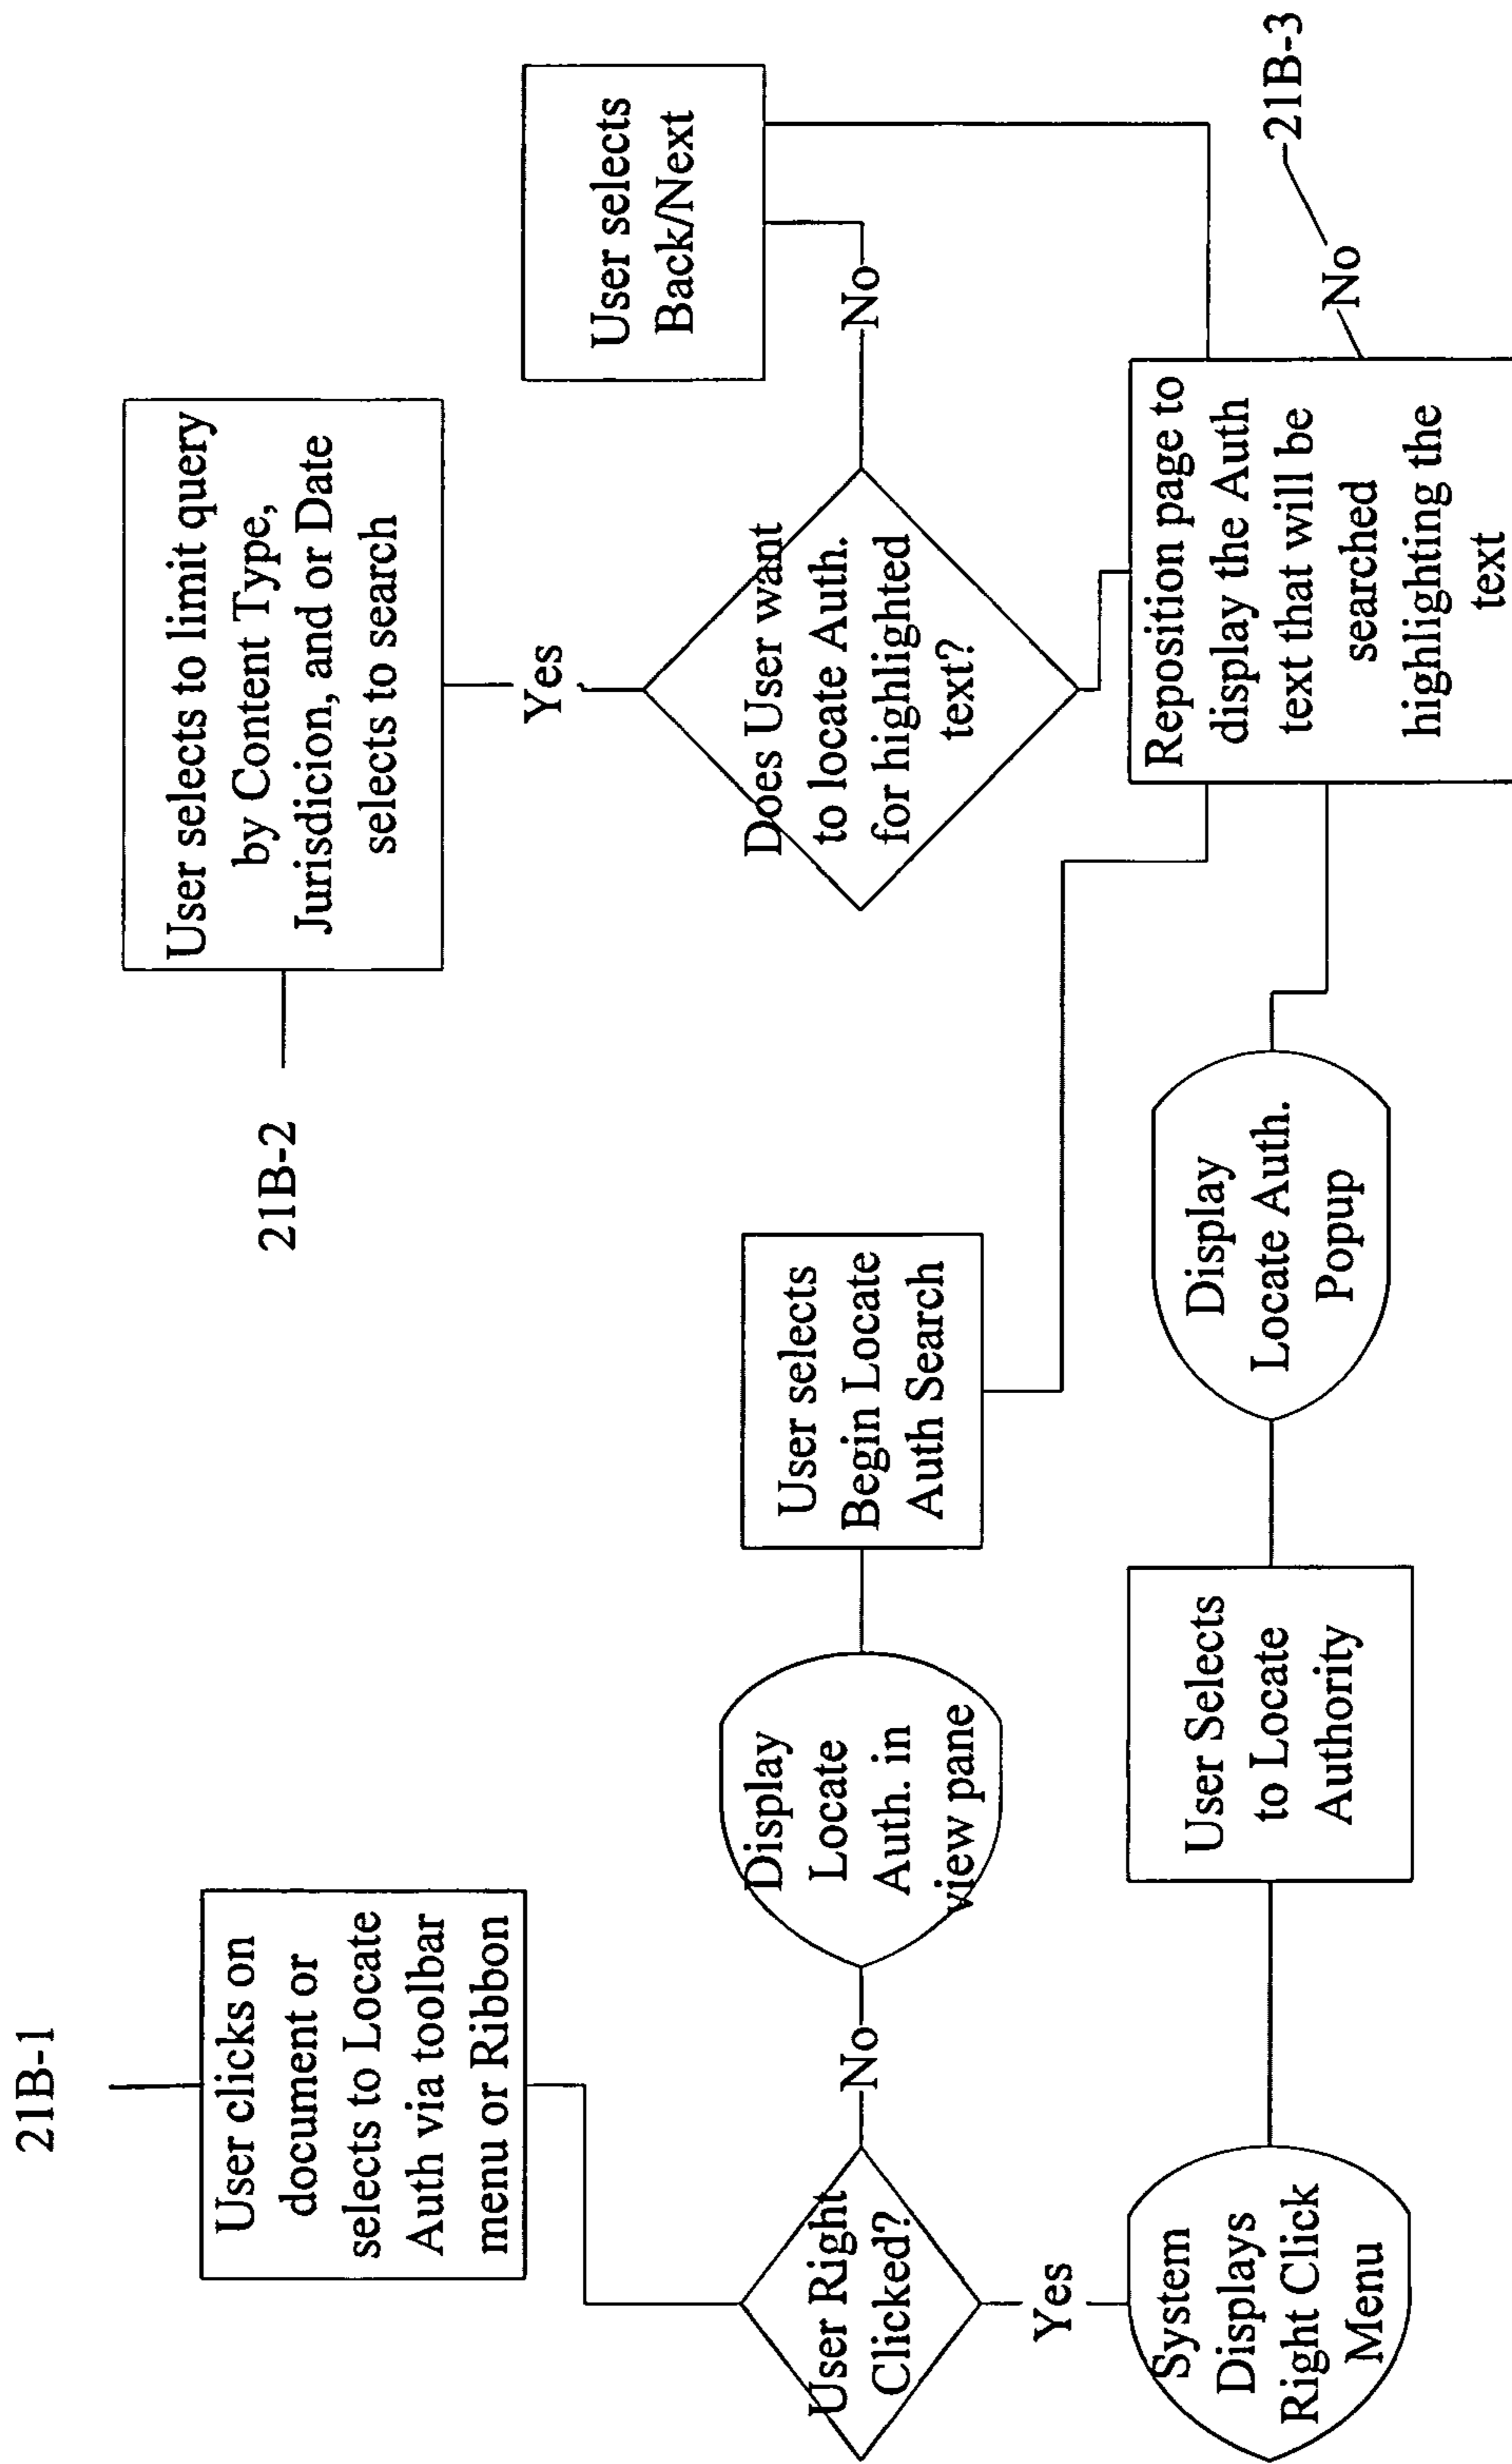 21B-1
User clicks on
document or
selects to Locate
Auth via toolbar
menu or Ribbon
User Right
Clicked?
No
Yes
System
Displays
Right Click
Menu
Display
Locate
Auth. in
view pane
User selects
Begin Locate
Auth Search
User Selects
to Locate
Authority
Display
Locate Auth.
Popup
21B-2
User selects to limit query
by Content Type,
Jurisdicion, and or Date
selects to search
Yes
Does User want
to locate Auth.
for highlighted
text?
No
User selects
Back/Next
Reposition page to
display the Auth
text that will be
searched
highlighting the
text
No
21B-3